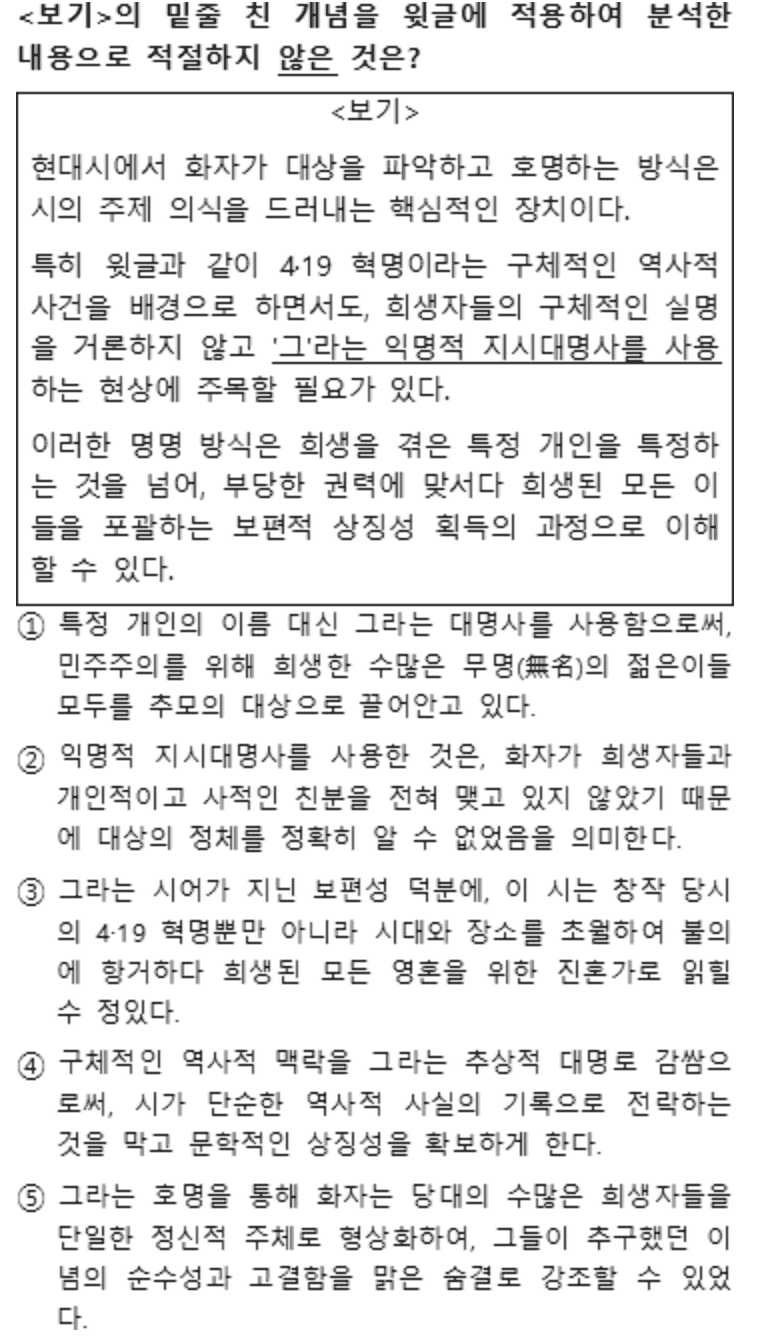 <보기>의 밑줄 친 개념을 윗글에 적용하여 분석한
내용으로 적절하지 않은 것은?
<보기>
현대시에서 화자가 대상을 파악하고 호명하는 방식은
시의 주제 의식을 드러내는 핵심적인 장치이다.
특히 윗글과 같이 4·19 혁명이라는 구체적인 역사적
사건을 배경으로 하면서도, 희생자들의 구체적인 실명
을 거론하지 않고 '그'라는 익명적 지시대명사를 사용
하는 현상에 주목할 필요가 있다.
이러한 명명 방식은 희생을 겪은 특정 개인을 특정하
는 것을 넘어, 부당한 권력에 맞서다 희생된 모든 이
들을 포괄하는 보편적 상징성 획득의 과정으로 이해
할 수 있다.
① 특정 개인의 이름 대신 그라는 대명사를 사용함으로써,
민주주의를 위해 희생한 수많은 무명(無名)의 젊은이들
모두를 추모의 대상으로 끌어안고 있다.
② 익명적 지시대명사를 사용한 것은, 화자가 희생자들과
개인적이고 사적인 친분을 전혀 맺고 있지 않았기 때문
에 대상의 정체를 정확히 알 수 없었음을 의미한다.
③ 그라는 시어가 지닌 보편성 덕분에, 이 시는 창작 당시
의 4·19 혁명뿐만 아니라 시대와 장소를 초월하여 불의
에 항거하다 희생된 모든 영혼을 위한 진혼가로 읽힐
수 정있다.
④ 구체적인 역사적 맥락을 그라는 추상적 대명로 감쌈으
로써, 시가 단순한 역사적 사실의 기록으로 전락하는
것을 막고 문학적인 상징성을 확보하게 한다.
⑤ 그라는 호명을 통해 화자는 당대의 수많은 희생자들을
단일한 정신적 주체로 형상화하여, 그들이 추구했던 이
념의 순수성과 고결함을 맑은 숨결로 강조할 수 있었
다.